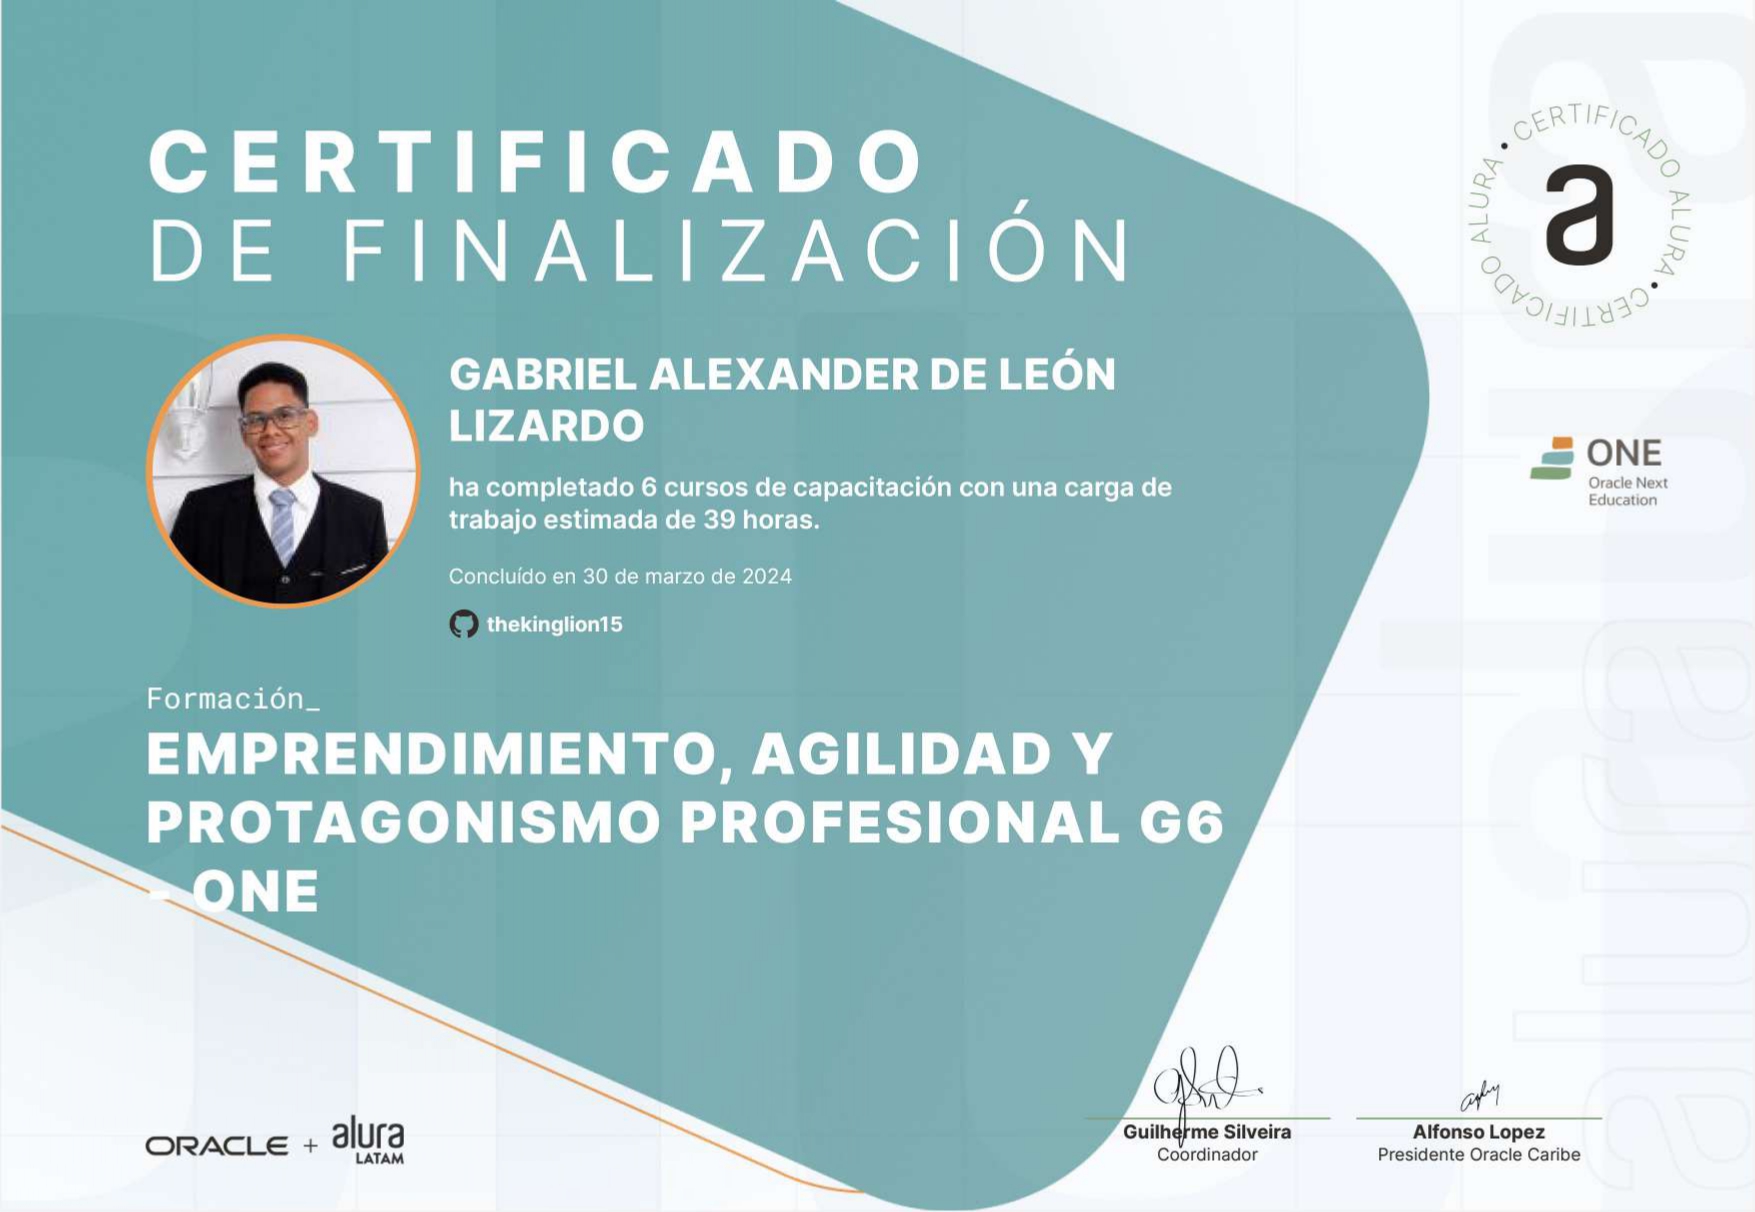 CERTIFICADO
DE FINALIZACIÓN
CERTIFICADO ALURA • CERTIFICADO ALURA •
a
GABRIEL ALEXANDER DE LEÓN
LIZARDO
ha completado 6 cursos de capacitación con una carga de
trabajo estimada de 39 horas.
Concluído en 30 de marzo de 2024
thekinglion15
ONE
Oracle Next
Education
Formación_
EMPRENDIMIENTO, AGILIDAD Y
PROTAGONISMO PROFESIONAL G6
- ONE
ORACLE + alura
LATAM
Guilherme Silveira
Coordinador
Alfonso Lopez
Presidente Oracle Caribe
alura
alura